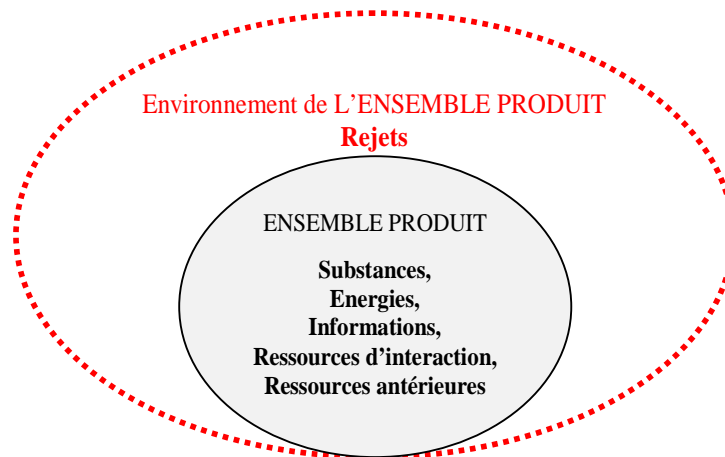 Environnement de L’ENSEMBLE PRODUIT
Rejets
ENSEMBLE PRODUIT
Substances,
Energies,
Informations,
Ressources d’interaction,
Ressources antérieures